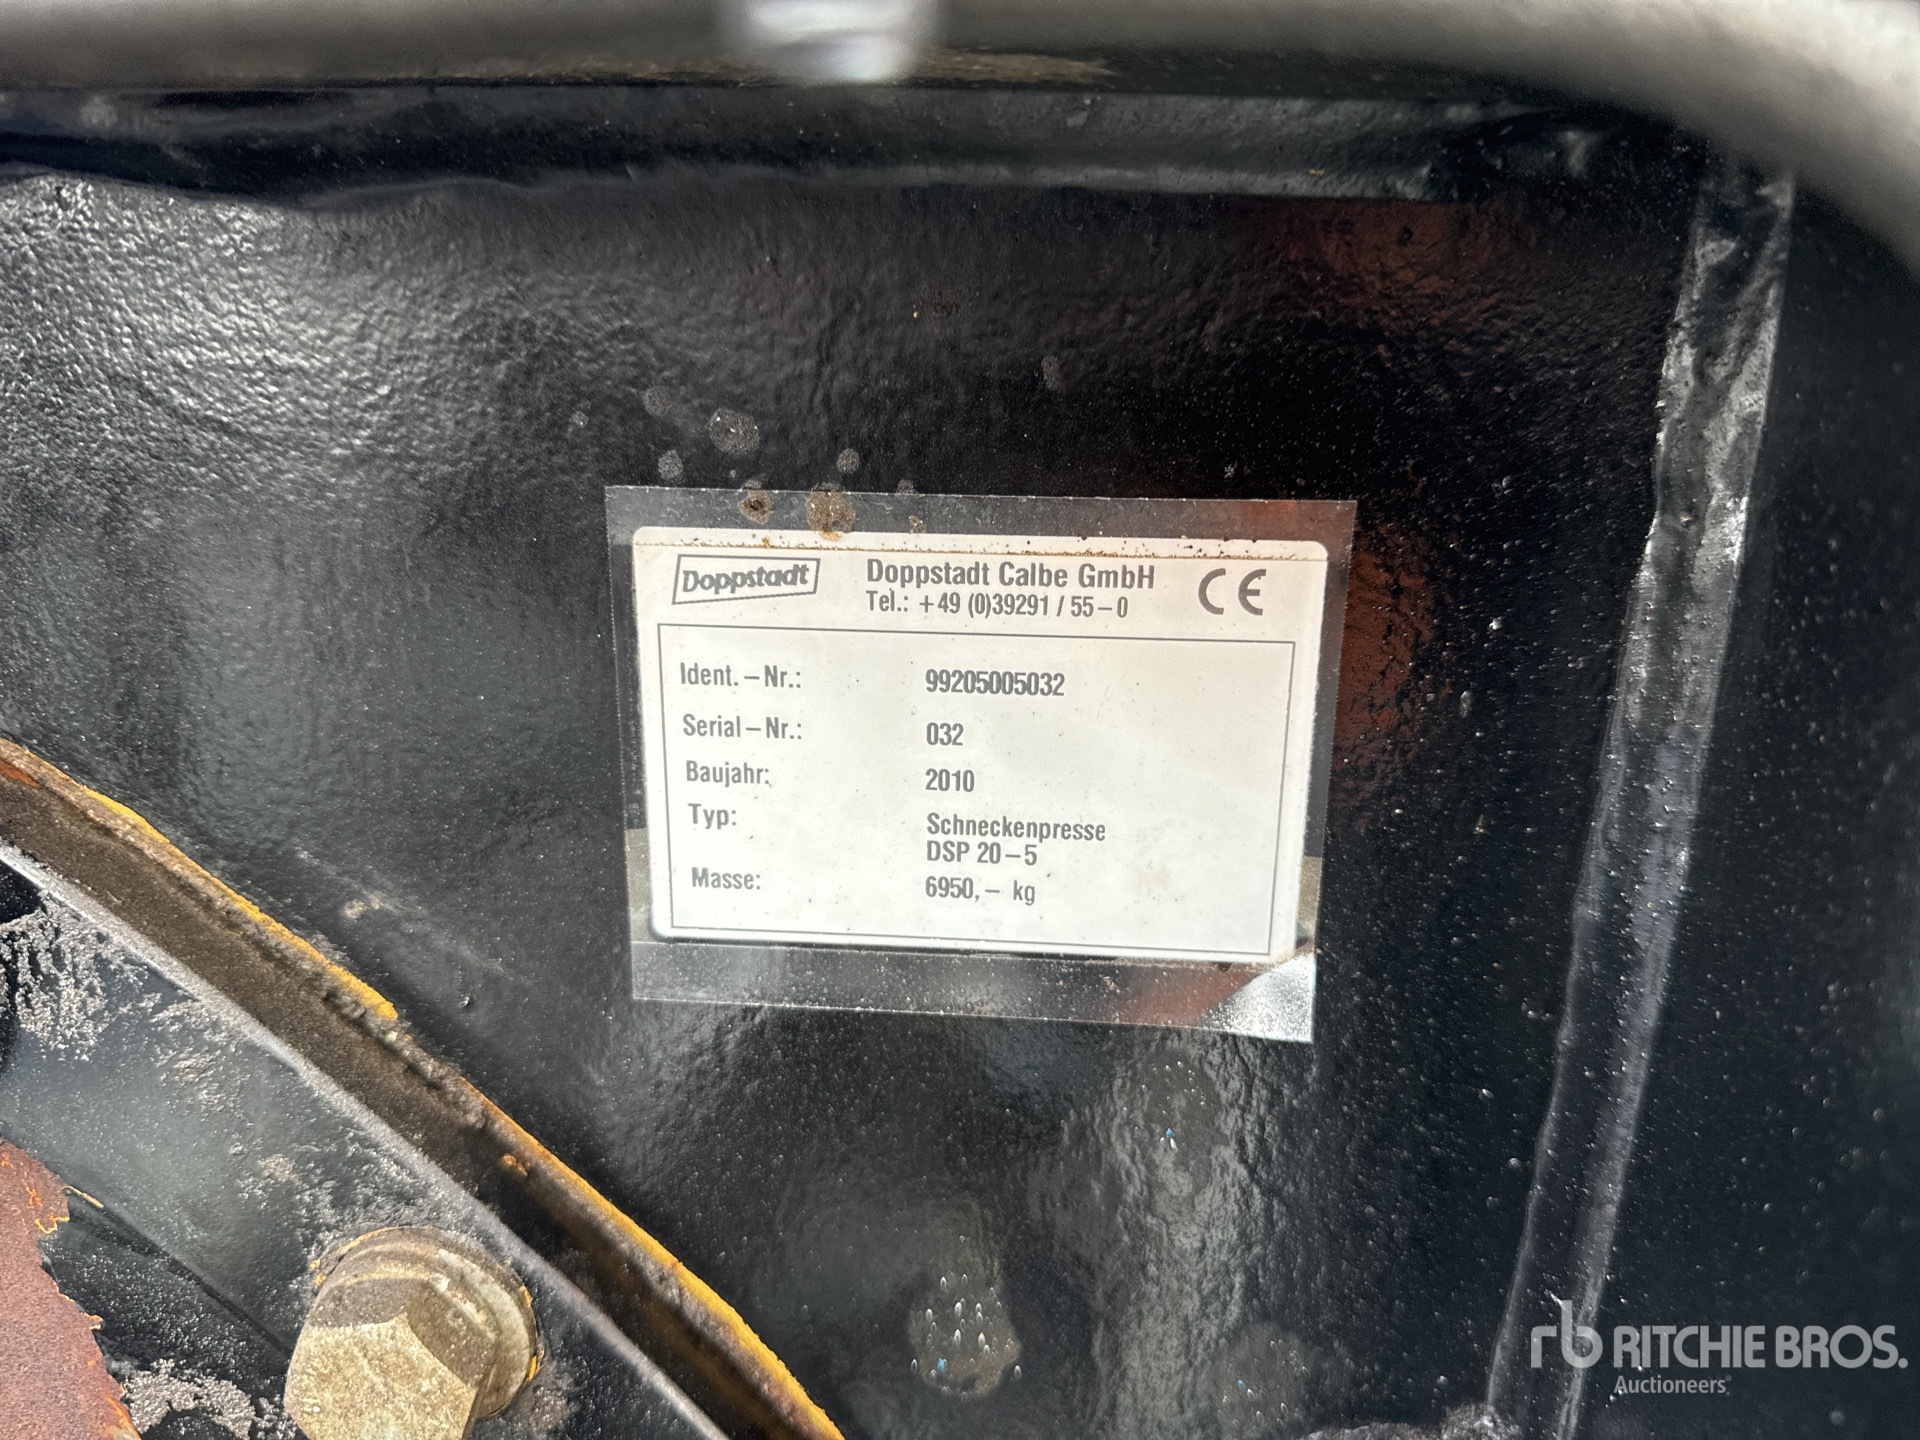 Doppstadt
Doppstadt Calbe GmbH
Tel.: +49 (0)39291 / 55-0
CE
Ident.-Nr.: 99205005032
Serial-Nr.: 032
Baujahr: 2010
Typ: Schneckenpresse
DSP 20-5
Masse: 6950,- kg
rb RITCHIE BROS.
Auctioneers